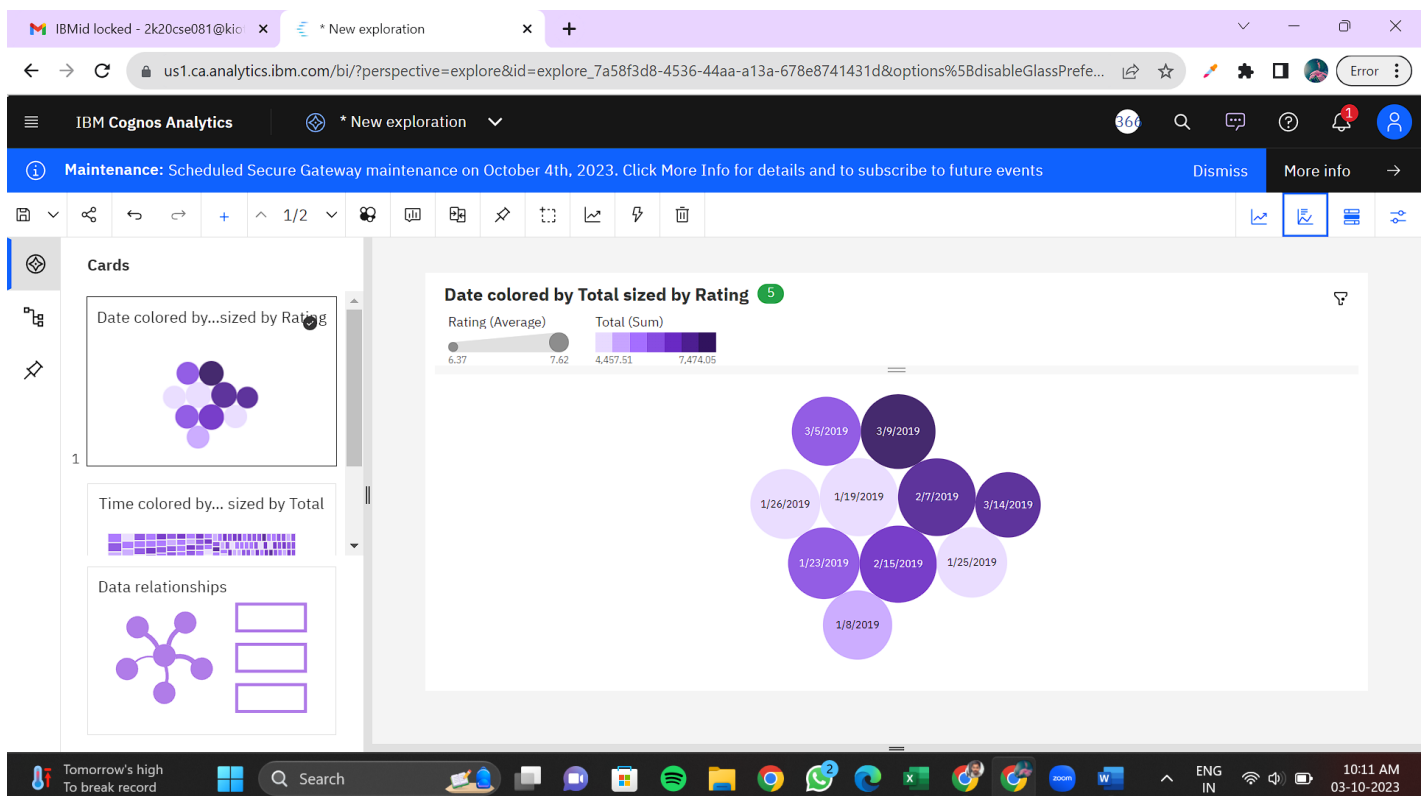 IBMid locked - 2k20cse081@kio
* New exploration
us1.ca.analytics.ibm.com/bi/?perspective=explore&id=explore_7a58f3d8-4536-44aa-a13a-678e8741431d&options%5BdisableGlassPrefe...
Error
IBM Cognos Analytics
* New exploration
366
1
Maintenance: Scheduled Secure Gateway maintenance on October 4th, 2023. Click More Info for details and to subscribe to future events
Dismiss
More info
1/2
Cards
Date colored by...sized by Rating
1
Time colored by... sized by Total
Data relationships
Date colored by Total sized by Rating
5
Rating (Average)
6.37
7.62
Total (Sum)
4,457.51
7,474.05
3/5/2019
3/9/2019
1/26/2019
1/19/2019
2/7/2019
3/14/2019
1/23/2019
2/15/2019
1/25/2019
1/8/2019
Tomorrow's high
To break record
Search
2
zoom
ENG
IN
10:11 AM
03-10-2023